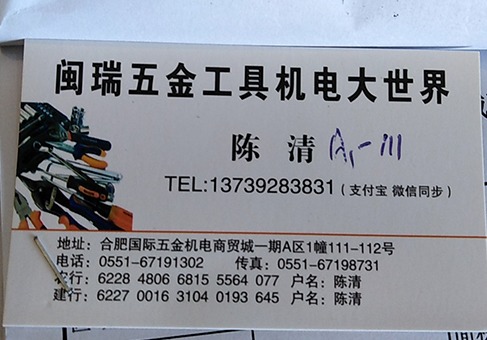 闽瑞五金工具机电大世界
陈 清 A1-111
TEL:13739283831(支付宝 微信同步)
地址:合肥国际五金机电商贸城一期A区1幢111-112号
电话:0551-67191302 传真:0551-67198731
农行:6228 4806 6815 5564 077 户名:陈清
建行:6227 0016 3104 0193 645 户名:陈清